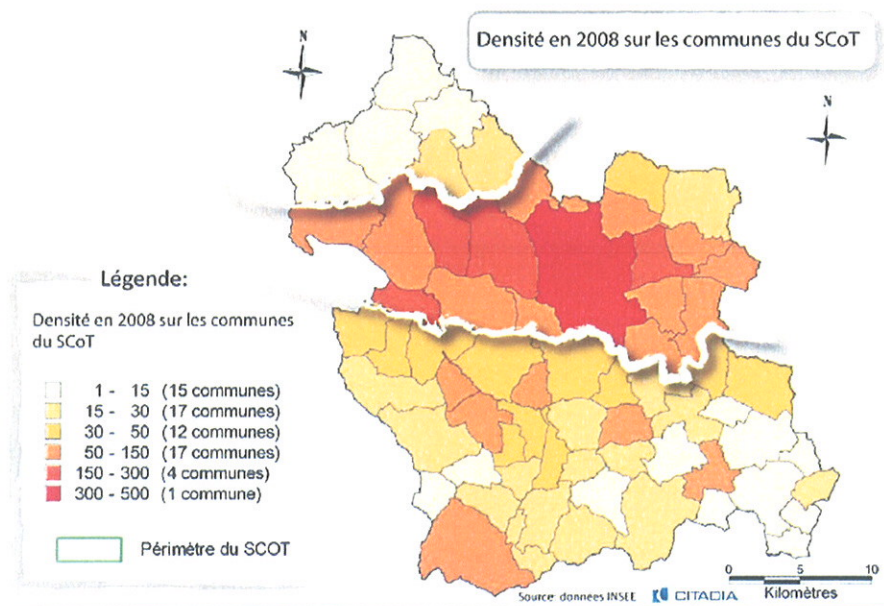 Densité en 2008 sur les communes du SCoT
N
N
Légende:
Densité en 2008 sur les communes
du SCoT
1 - 15 (15 communes)
15 - 30 (17 communes)
30 - 50 (12 communes)
50 - 150 (17 communes)
150 - 300 (4 communes)
300 - 500 (1 commune)
Périmètre du SCOT
0 5 10
Kilomètres
Source: donnees INSEE CITADIA